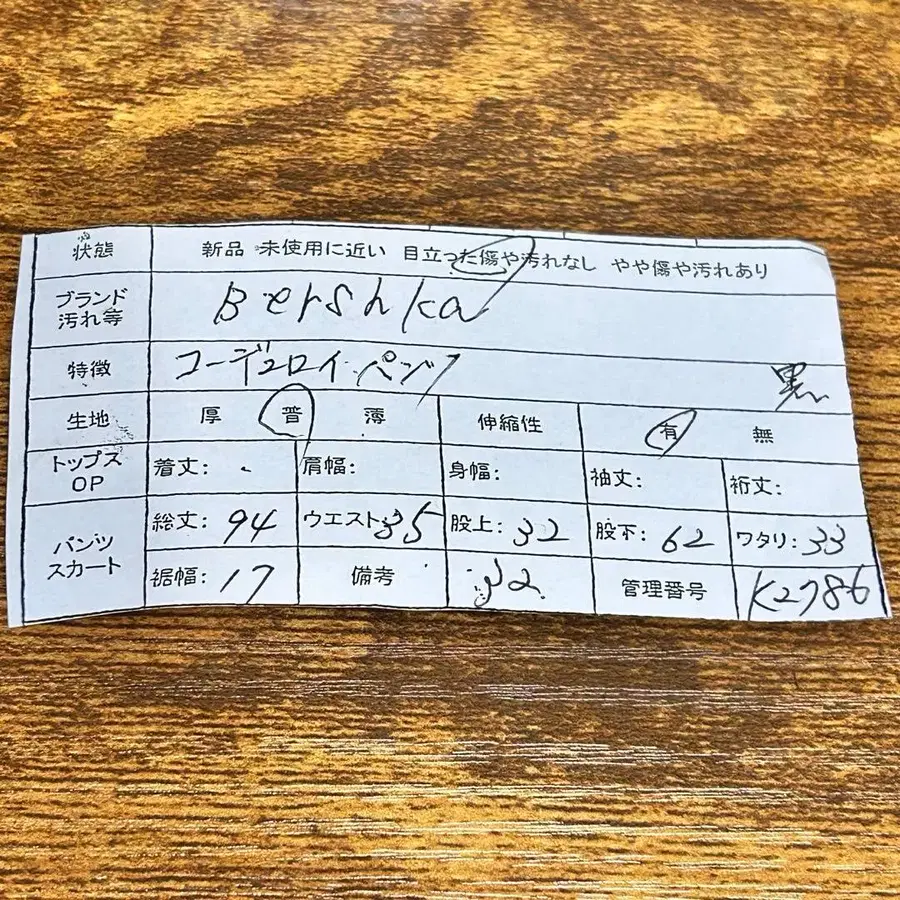 状態 新品 未使用に近い 目立った傷や汚れなし やや傷や汚れあり
ブランド 汚れ等 Bershka
特徴 コーデュロイパンツ 黒
生地 厚 普 薄 伸縮性 有 無
トップス OP 着丈: 肩幅: 身幅: 袖丈: 裄丈:
パンツ スカート 総丈: 94 ウエスト: 35 股上: 32 股下: 62 ワタリ: 33
裾幅: 17 備考 32 管理番号 K2786